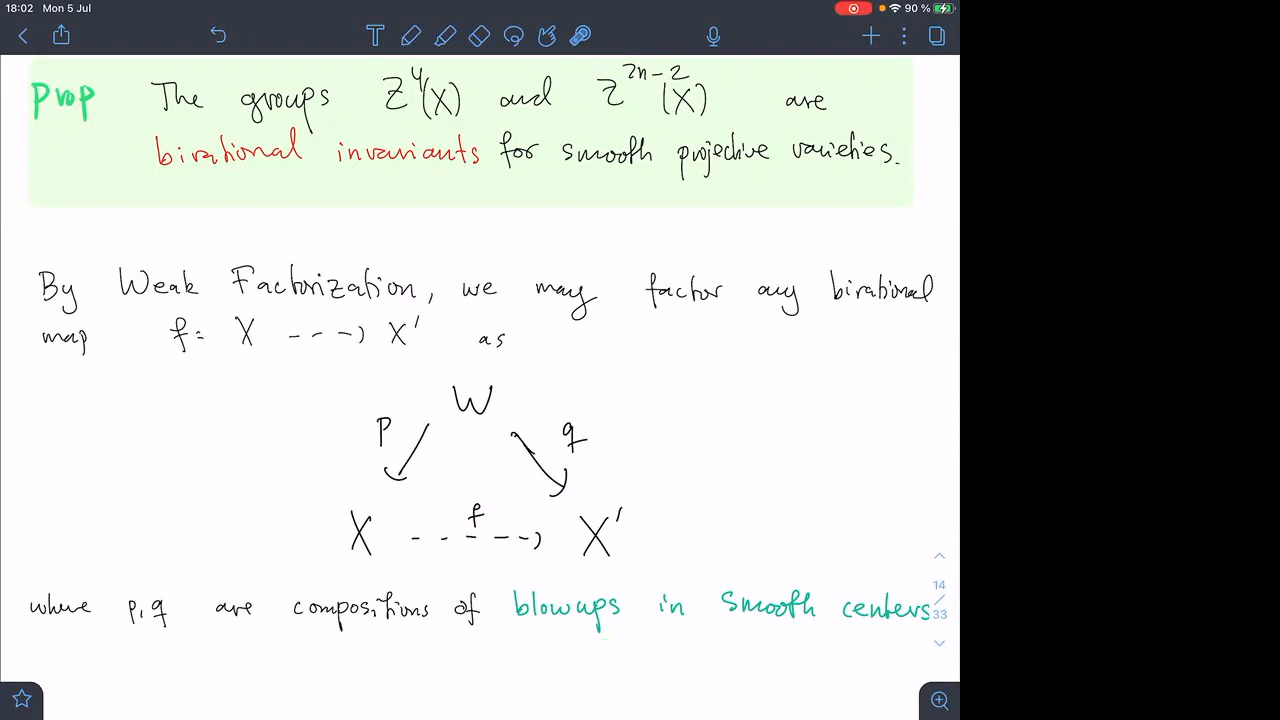 18:02 Mon 5 Jul
90 %
Prop The groups Z⁴(X) and Z²ⁿ⁻²(X) are
birational invariants for smooth projective varieties.
By Weak Factorization, we may factor any birational
map f: X ---> X' as
W
p q
f
X ---> X'
where p, q are compositions of blowups in smooth centers
14
33